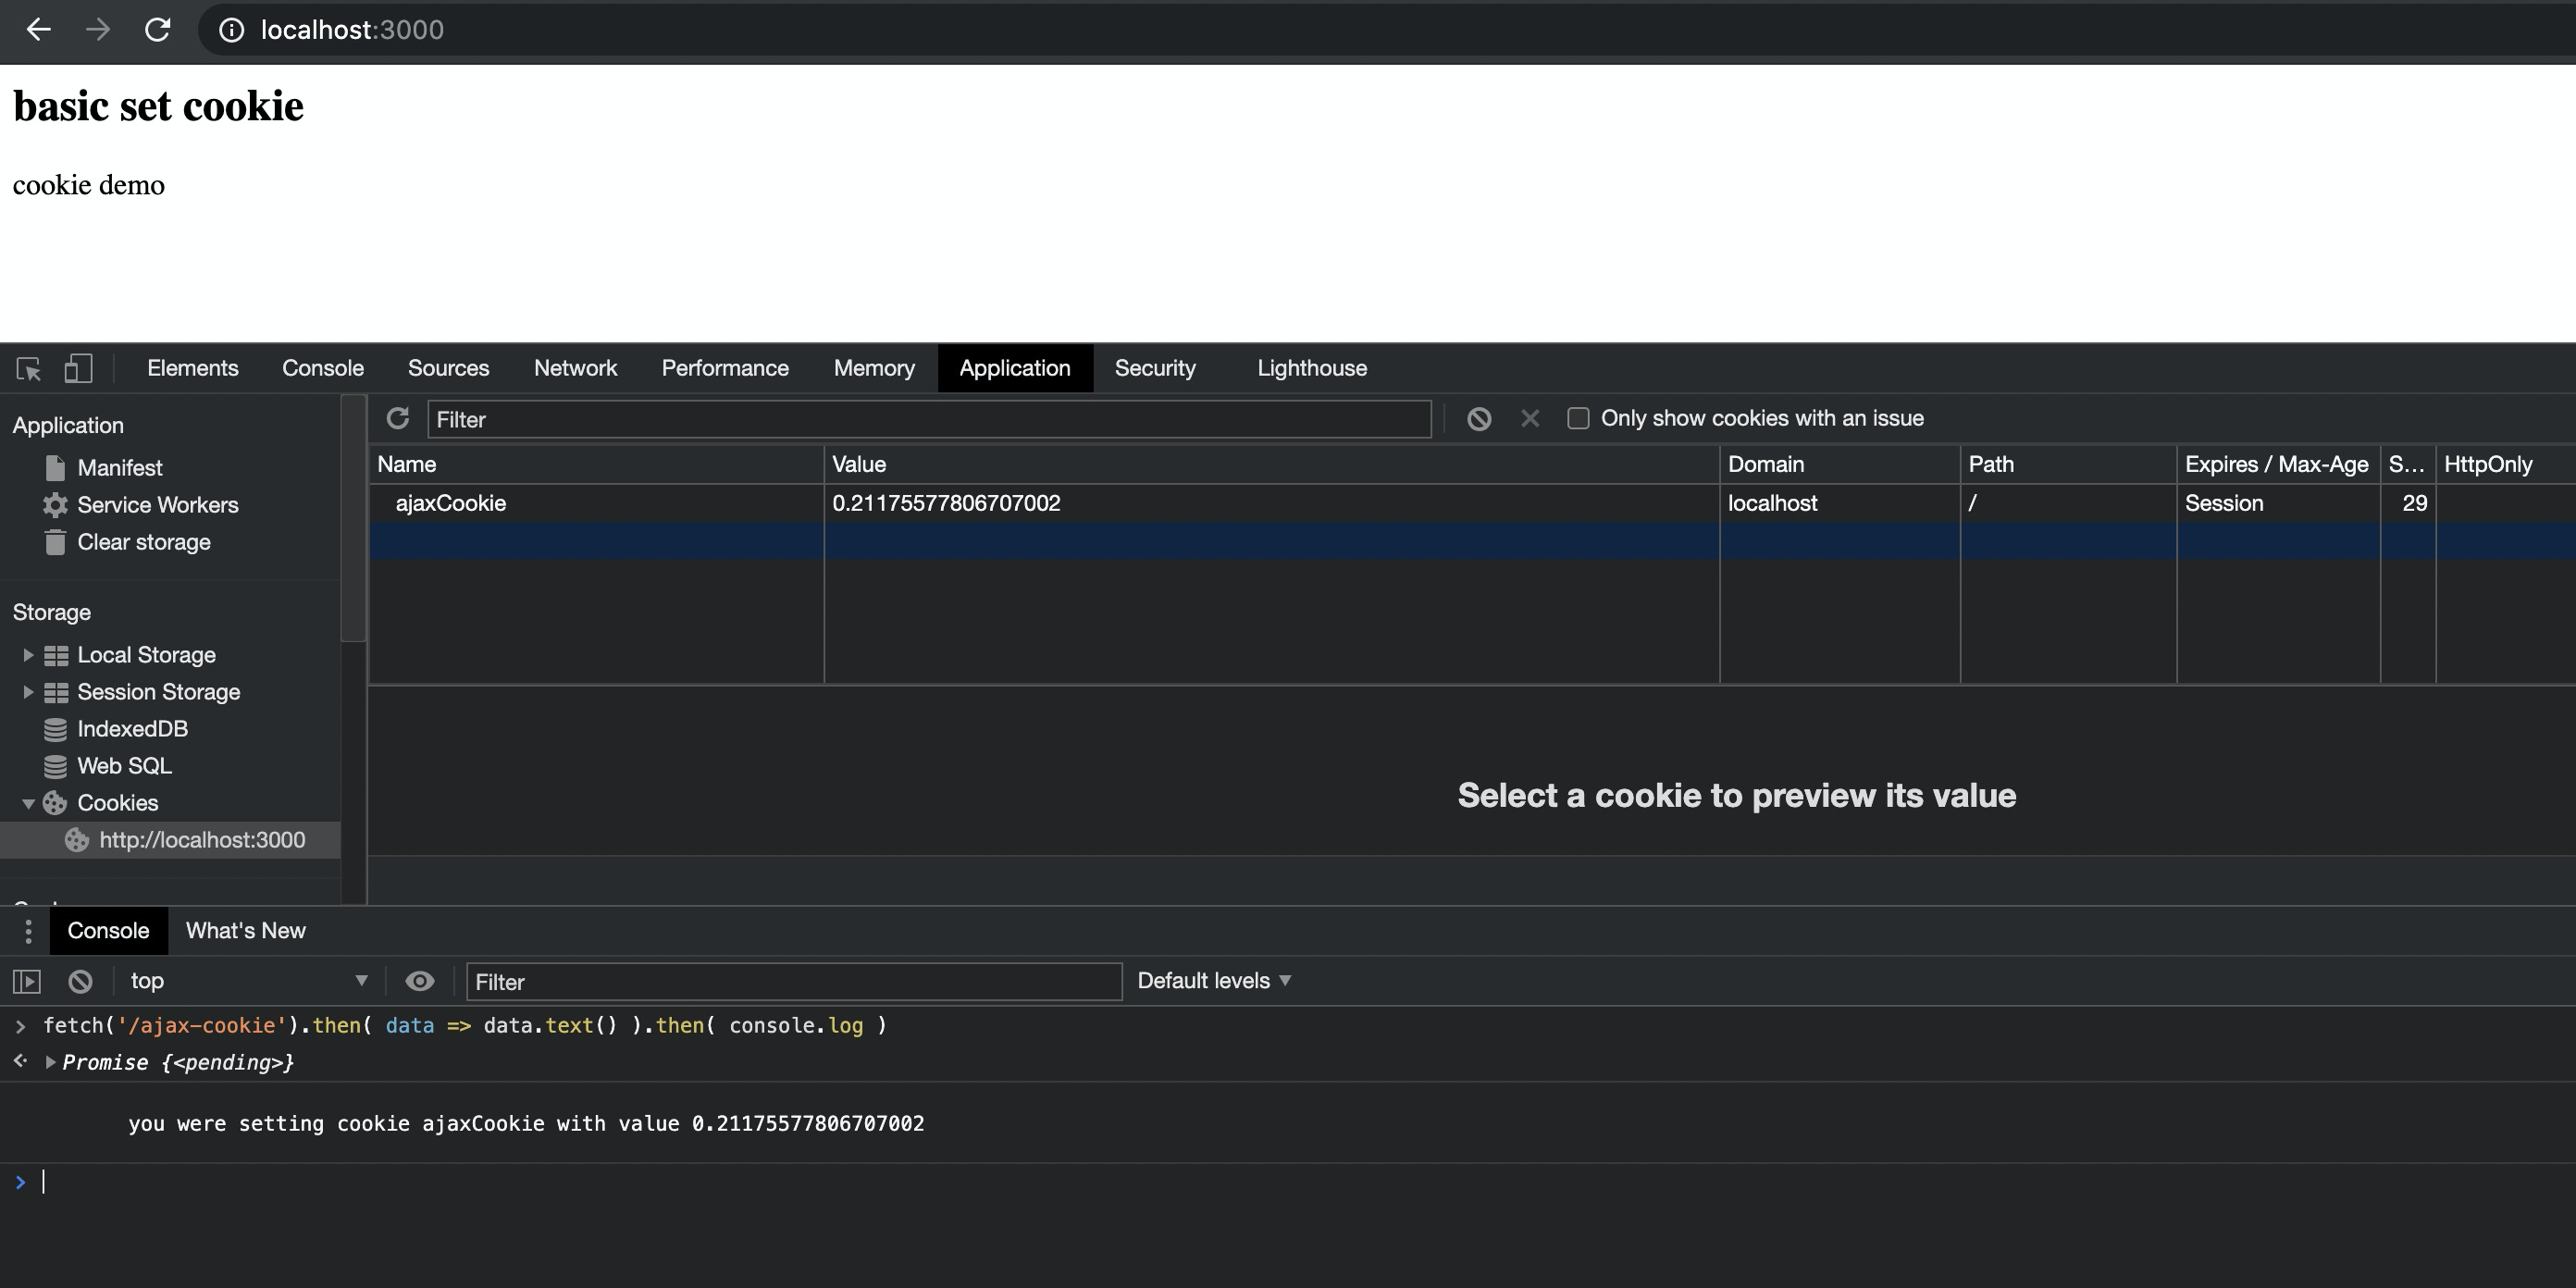 localhost:3000
basic set cookie
cookie demo
Elements Console Sources Network Performance Memory Application Security Lighthouse
Application
Manifest
Service Workers
Clear storage
Storage
Local Storage
Session Storage
IndexedDB
Web SQL
Cookies
http://localhost:3000
Filter Only show cookies with an issue
Name Value Domain Path Expires / Max-Age S... HttpOnly
ajaxCookie 0.21175577806707002 localhost / Session 29
Select a cookie to preview its value
Console What's New
top Filter Default levels
> fetch('/ajax-cookie').then( data => data.text() ).then( console.log )
Promise {<pending>}
you were setting cookie ajaxCookie with value 0.21175577806707002
>